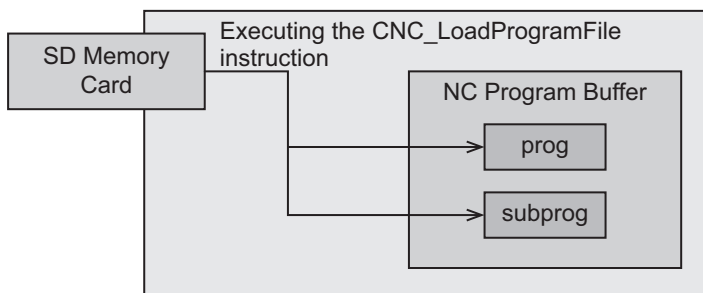 Executing the CNC_LoadProgramFile
instruction
SD Memory
Card
NC Program Buffer
prog
subprog